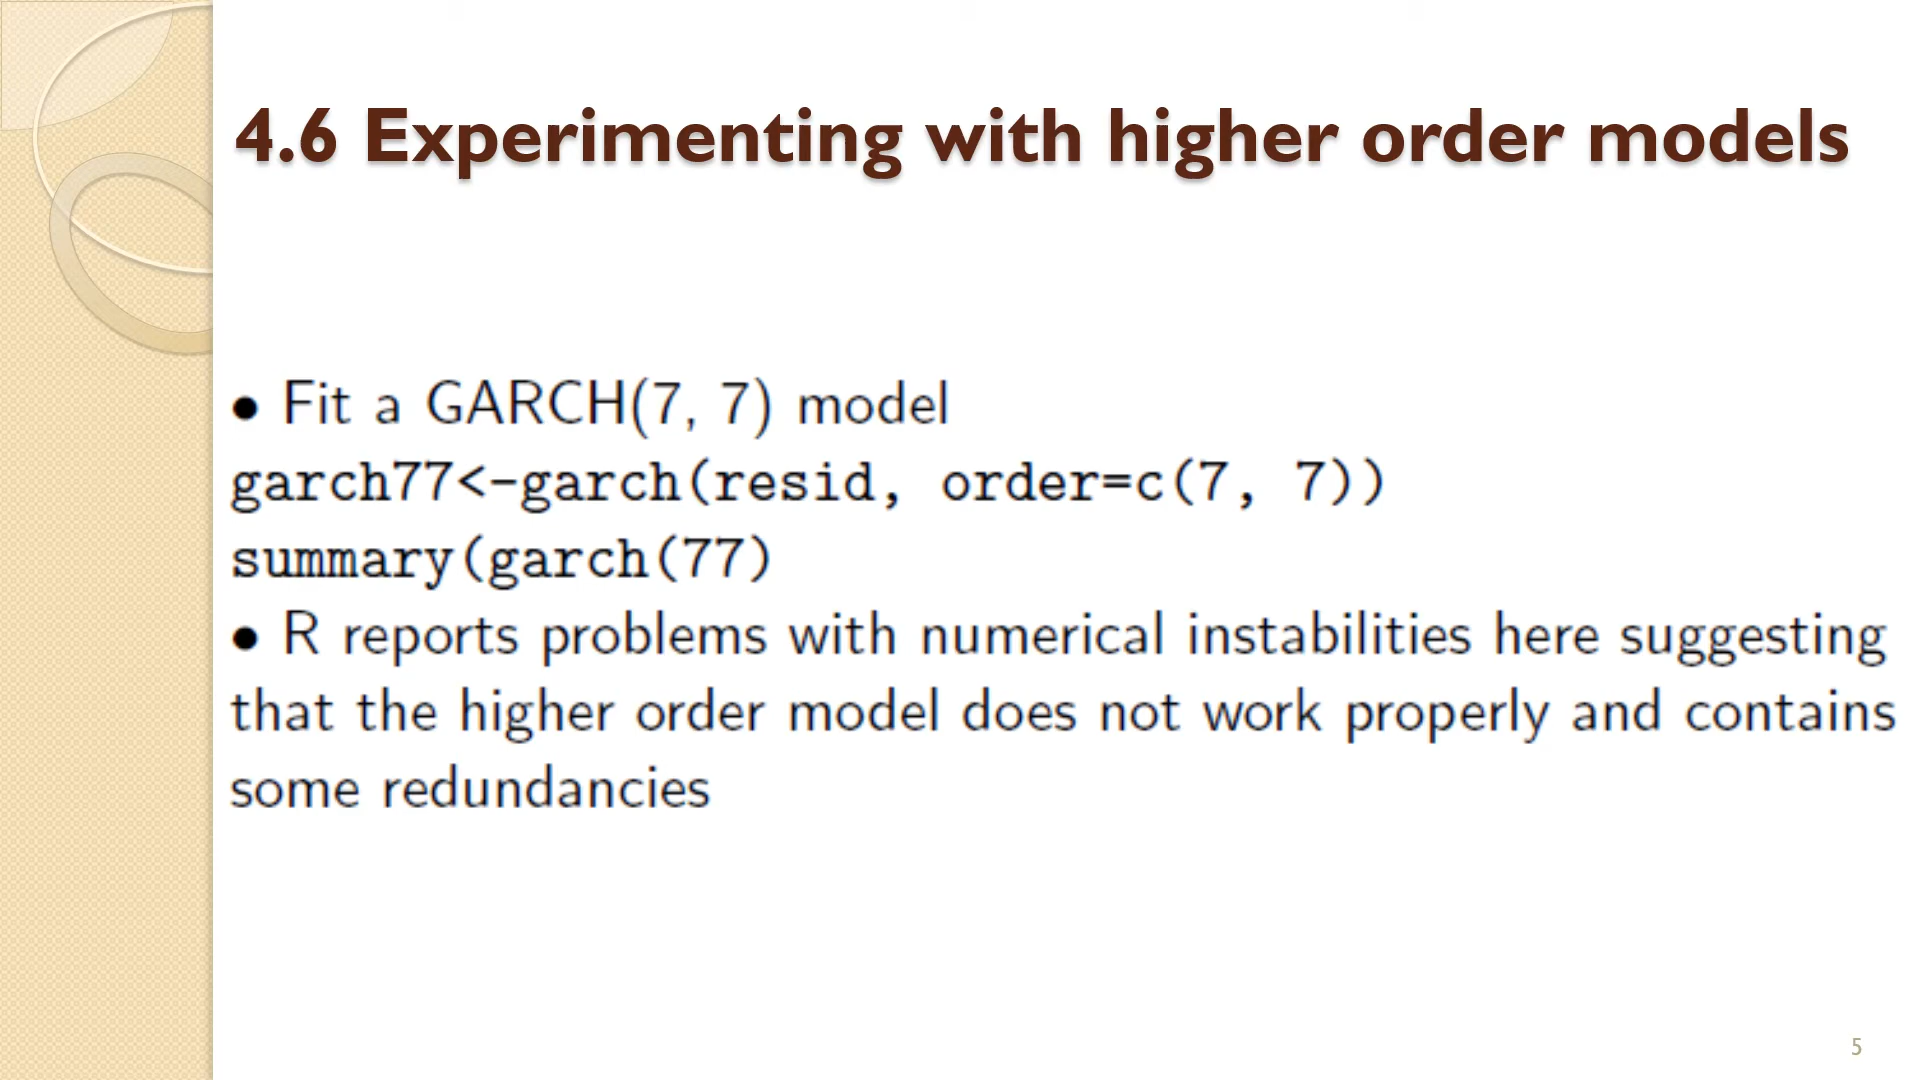 4.6 Experimenting with higher order models
• Fit a GARCH(7, 7) model
garch77<-garch(resid, order=c(7, 7))
summary(garch(77)
• R reports problems with numerical instabilities here suggesting
that the higher order model does not work properly and contains
some redundancies
5